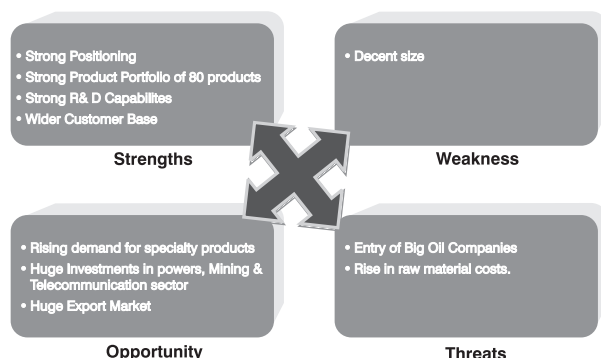 • Strong Positioning
• Strong Product Portfolio of 80 products
• Strong R& D Capabilites
• Wider Customer Base
Strengths
• Decent size
Weakness
• Rising demand for specialty products
• Huge Investments in powers, Mining &
Telecommunication sector
• Huge Export Market
Opportunity
• Entry of Big Oil Companies
• Rise in raw material costs.
Threats